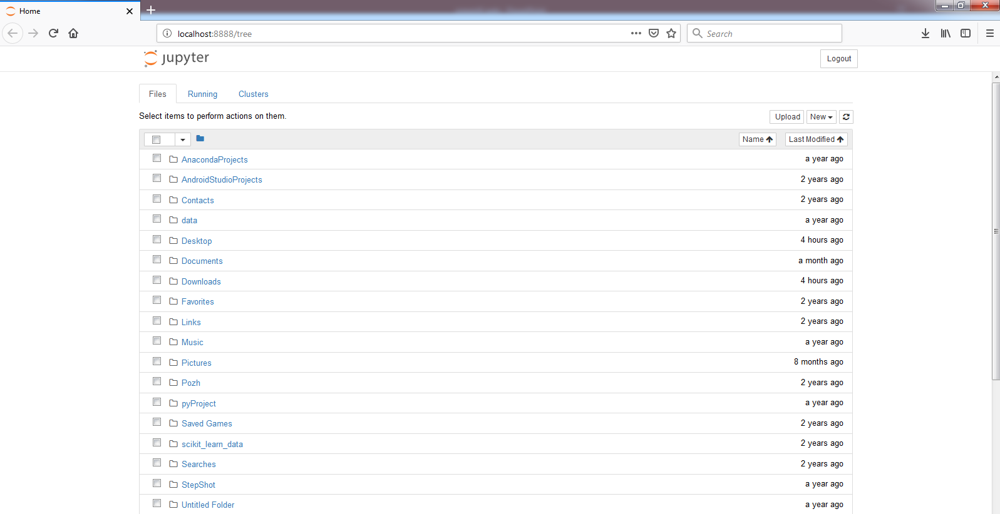 Home
localhost:8888/tree
Search
jupyter
Logout
Files Running Clusters
Select items to perform actions on them.
Upload New
Name Last Modified
AnacondaProjects a year ago
AndroidStudioProjects 2 years ago
Contacts 2 years ago
data a year ago
Desktop 4 hours ago
Documents a month ago
Downloads 4 hours ago
Favorites 2 years ago
Links 2 years ago
Music a year ago
Pictures 8 months ago
Pozh 2 years ago
pyProject a year ago
Saved Games 2 years ago
scikit_learn_data 2 years ago
Searches 2 years ago
StepShot a year ago
Untitled Folder a year ago